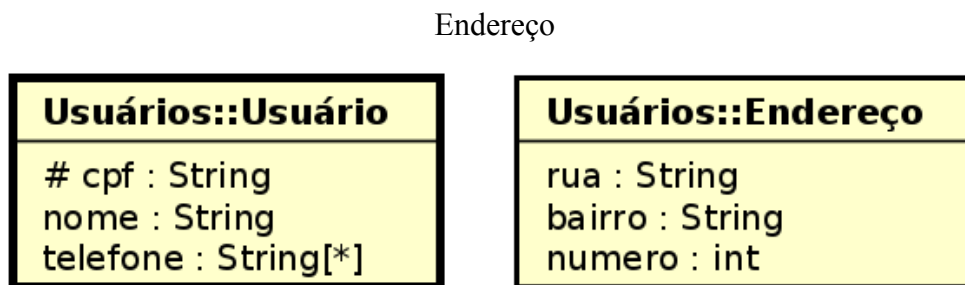 Endereço
Usuários::Usuário
# cpf : String
nome : String
telefone : String[*]
Usuários::Endereço
rua : String
bairro : String
numero : int